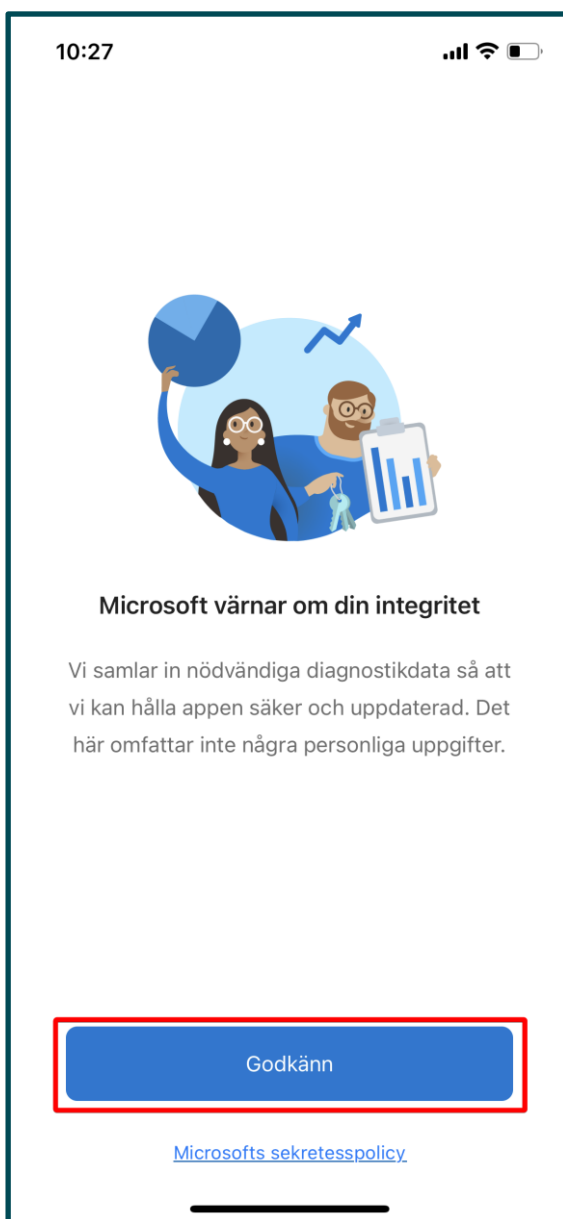 10:27
Microsoft värnar om din integritet
Vi samlar in nödvändiga diagnostikdata så att
vi kan hålla appen säker och uppdaterad. Det
här omfattar inte några personliga uppgifter.
Godkänn
Microsofts sekretesspolicy